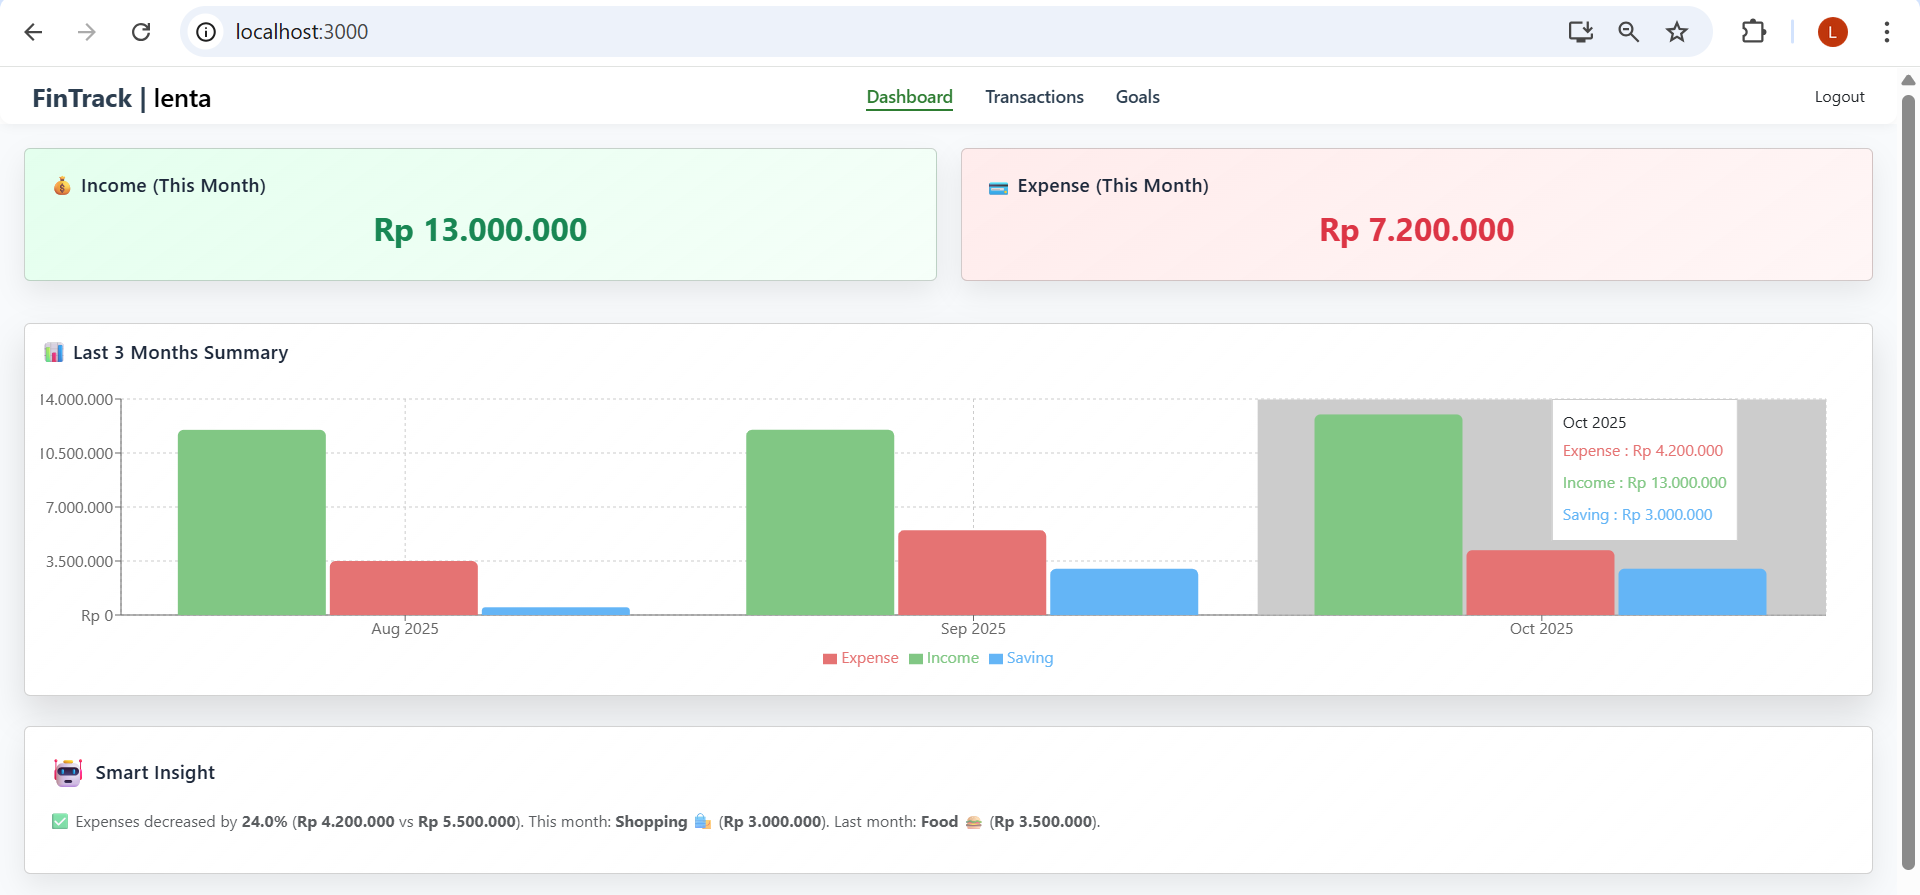 localhost:3000
L
FinTrack | lenta
Dashboard Transactions Goals
Logout
Income (This Month)
Rp 13.000.000
Expense (This Month)
Rp 7.200.000
Last 3 Months Summary
14.000.000
10.500.000
7.000.000
3.500.000
Rp 0
Aug 2025 Sep 2025 Oct 2025
Oct 2025
Expense : Rp 4.200.000
Income : Rp 13.000.000
Saving : Rp 3.000.000
Expense Income Saving
Smart Insight
Expenses decreased by 24.0% (Rp 4.200.000 vs Rp 5.500.000). This month: Shopping (Rp 3.000.000). Last month: Food (Rp 3.500.000).